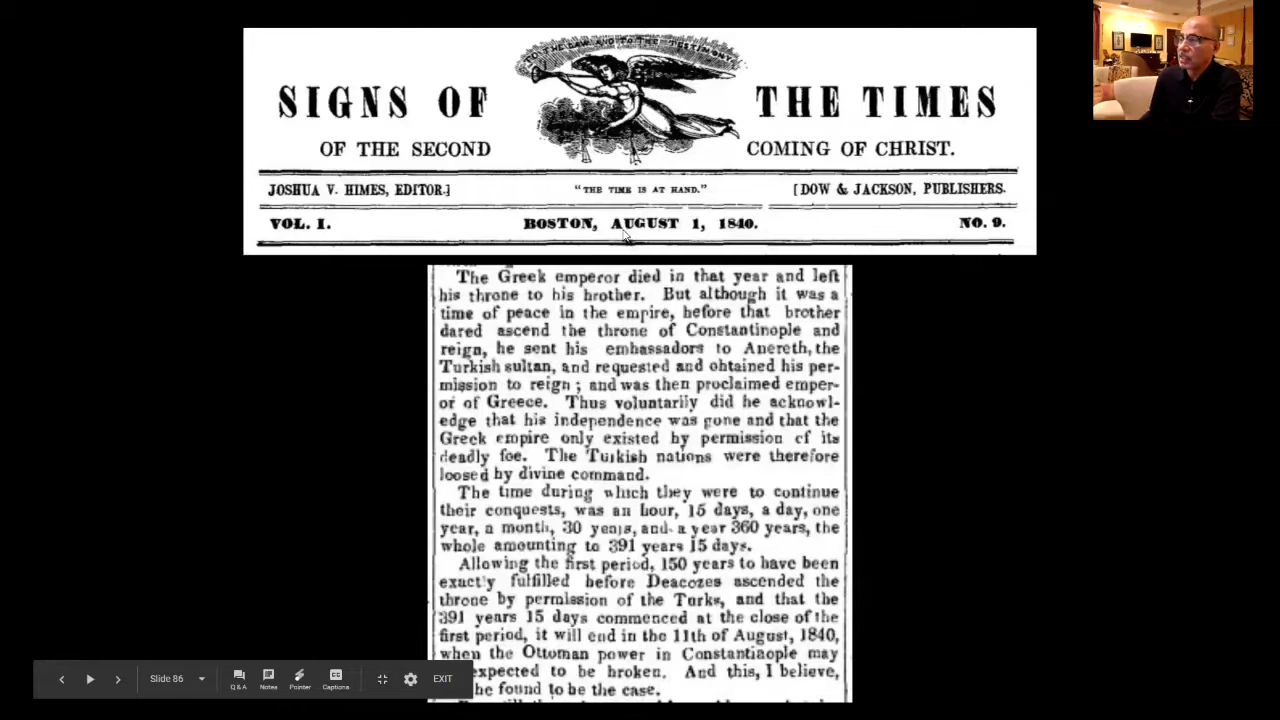 TO THE LAW AND TO THE TESTIMONY
SIGNS OF THE TIMES
OF THE SECOND COMING OF CHRIST.
JOSHUA V. HIMES, EDITOR.] "THE TIME IS AT HAND." [DOW & JACKSON, PUBLISHERS.
VOL. I. BOSTON, AUGUST 1, 1840. NO. 9.
The Greek emperor died in that year and left
his throne to his brother. But although it was a
time of peace in the empire, before that brother
dared ascend the throne of Constantinople and
reign, he sent his embassadors to Anereth, the
Turkish sultan, and requested and obtained his per-
mission to reign; and was then proclaimed emper-
or of Greece. Thus voluntarily did he acknowl-
edge that his independence was gone and that the
Greek empire only existed by permission of its
deadly foe. The Turkish nations were therefore
loosed by divine command.
The time during which they were to continue
their conquests, was an hour, 15 days, a day, one
year, a month, 30 years, and a year 360 years, the
whole amounting to 391 years 15 days.
Allowing the first period, 150 years to have been
exactly fulfilled before Deacozes ascended the
throne by permission of the Turks, and that the
391 years 15 days commenced at the close of the
first period, it will end in the 11th of August, 1840,
when the Ottoman power in Constantinople may
expected to be broken. And this, I believe,
he found to be the case.
Slide 86
Q&A
Notes
Pointer
Captions
EXIT